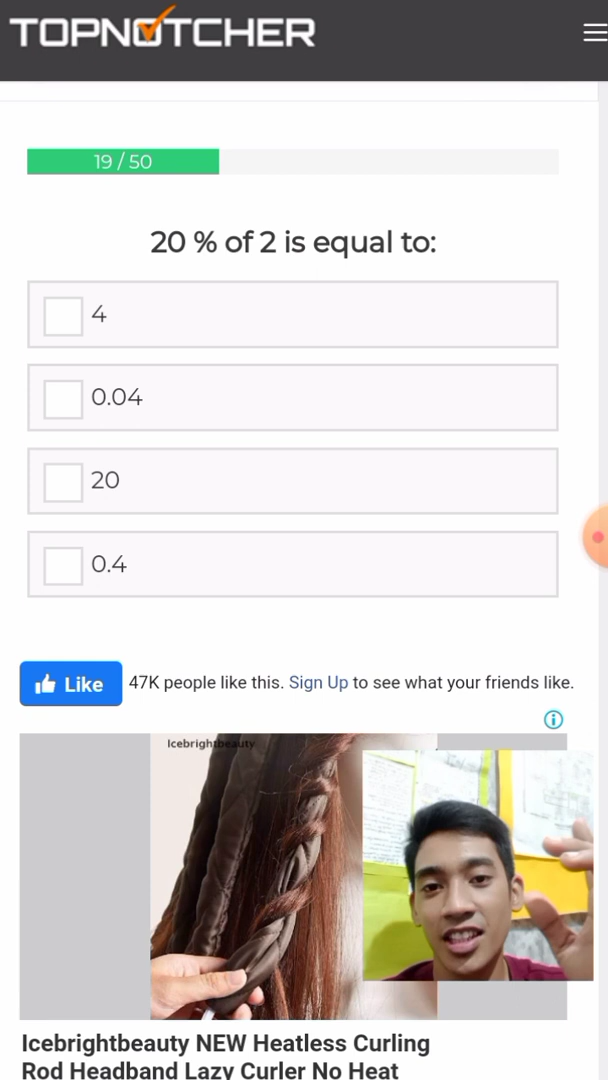 TOPNOTCHER
19 / 50
20 % of 2 is equal to:
4
0.04
20
0.4
Like 47K people like this. Sign Up to see what your friends like.
Icebrightbeauty
Icebrightbeauty NEW Heatless Curling
Rod Headband Lazy Curler No Heat